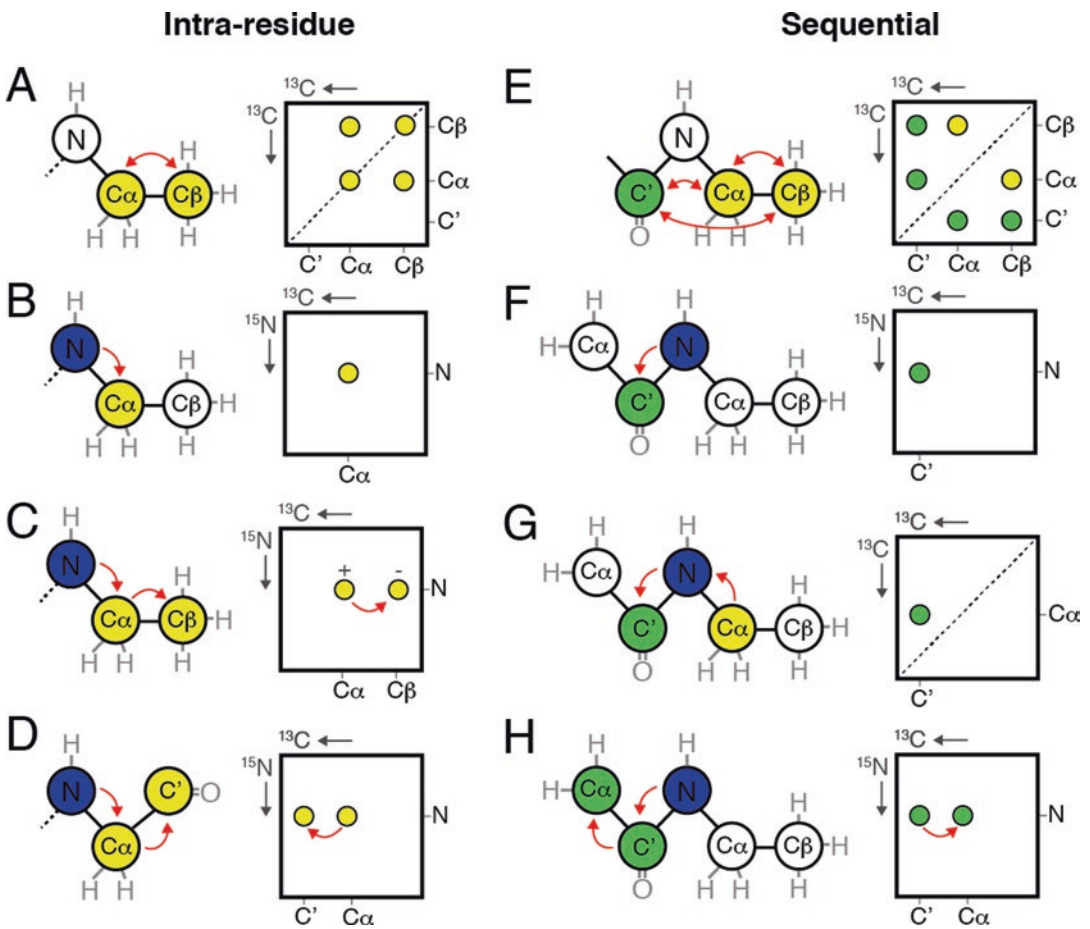 Intra-residue
Sequential
A
H
N
Cα
Cβ
H
H
H
H
H
¹³C
¹³C
Cβ
Cα
C'
C'
Cα
Cβ
E
H
N
C'
O
Cα
Cβ
H
H
H
H
H
¹³C
¹³C
Cβ
Cα
C'
C'
Cα
Cβ
B
H
N
Cα
Cβ
H
H
H
H
H
¹³C
¹⁵N
N
Cα
F
H
H
Cα
C'
O
H
N
Cα
Cβ
H
H
H
H
H
¹³C
¹⁵N
N
C'
C
H
N
Cα
Cβ
H
H
H
H
H
¹³C
¹⁵N
+
-
N
Cα
Cβ
G
H
H
Cα
C'
O
H
N
Cα
Cβ
H
H
H
H
H
¹³C
¹³C
Cα
C'
D
H
N
C'
O
Cα
H
H
¹³C
¹⁵N
N
C'
Cα
H
H
H
Cα
C'
O
H
N
Cα
Cβ
H
H
H
H
H
¹³C
¹⁵N
N
C'
Cα